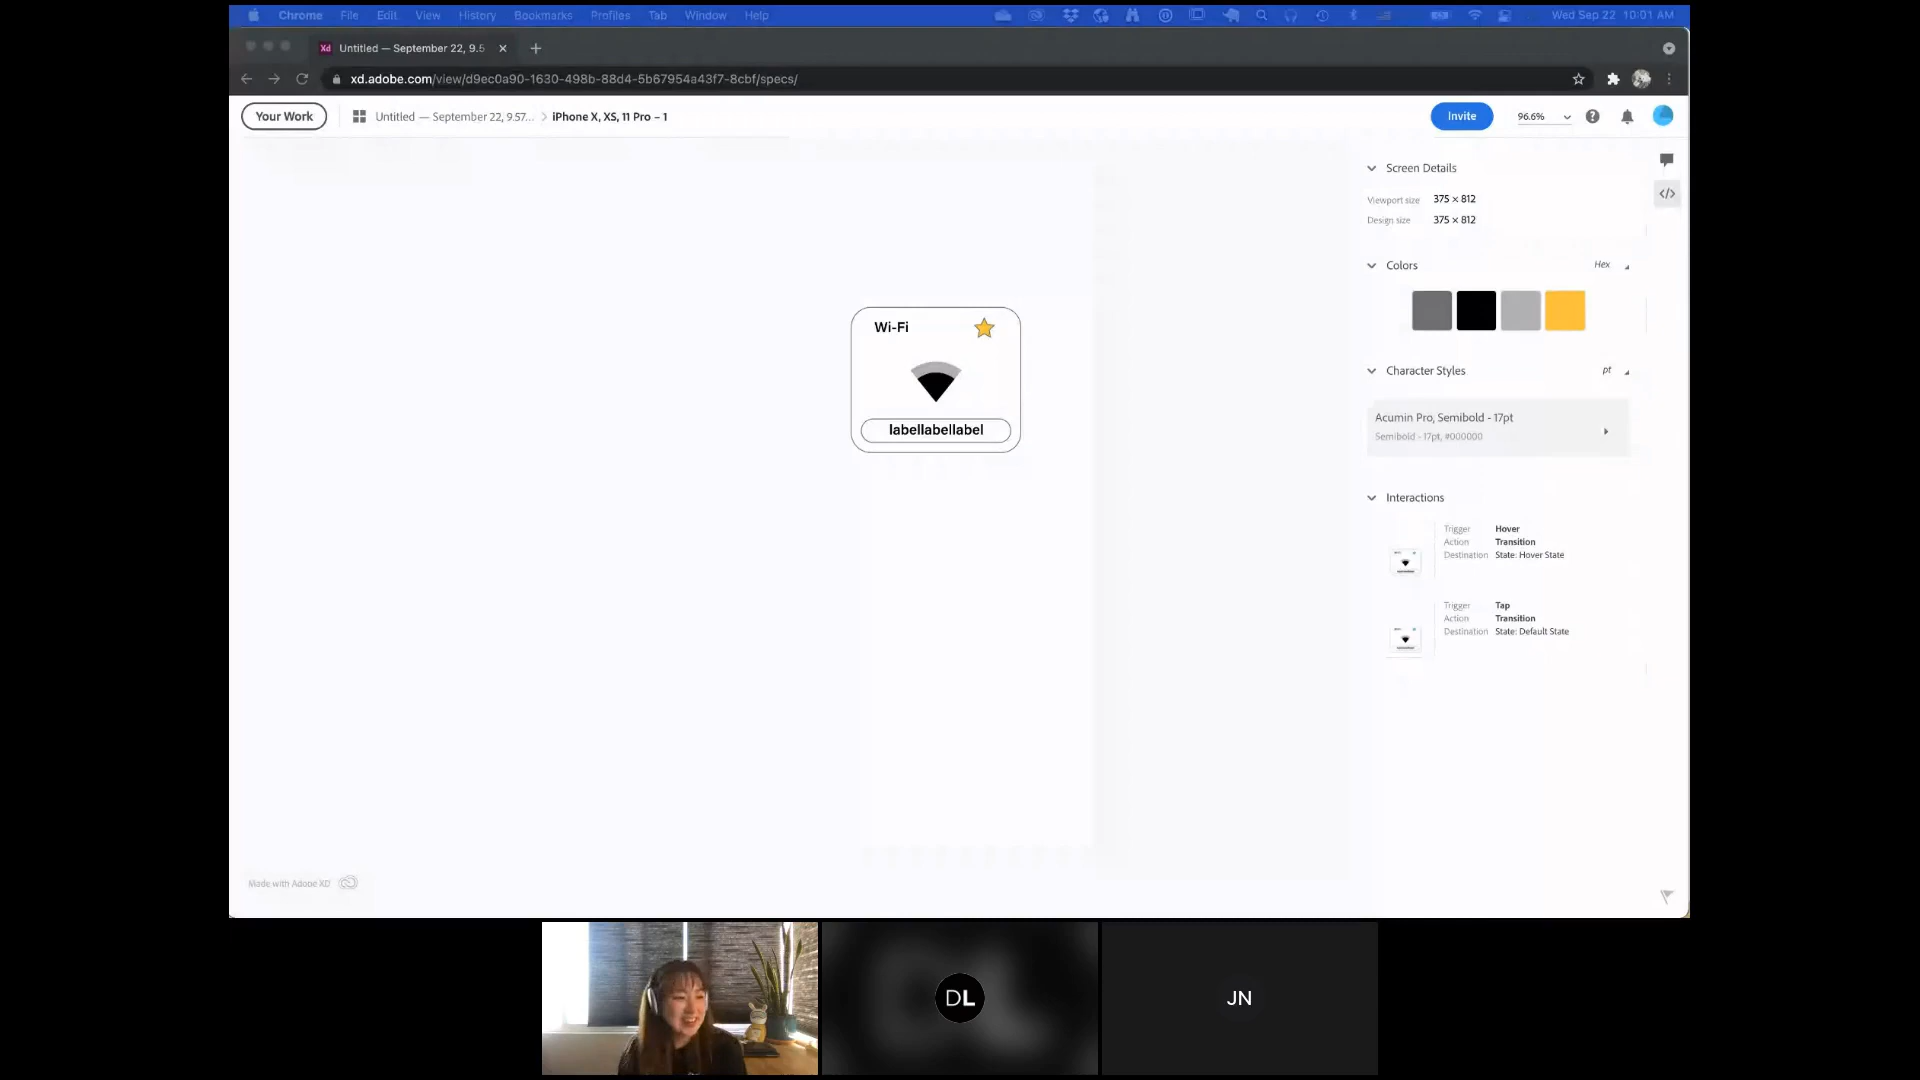 Chrome File Edit View History Bookmarks Profiles Tab Window Help Wed Sep 22 10:01 AM
Xd Untitled — September 22, 9.5
xd.adobe.com/view/d9ec0a90-1630-498b-88d4-5b67954a43f7-8cbf/specs/
Your Work Untitled — September 22, 9.57... > iPhone X, XS, 11 Pro – 1 Invite 96.6%
Screen Details
Viewport size 375 × 812
Design size 375 × 812
Colors Hex
Wi-Fi
labellabellabel
Character Styles pt
Acumin Pro, Semibold - 17pt
Semibold - 17pt, #000000
Interactions
Trigger Hover
Action Transition
Destination State: Hover State
Trigger Tap
Action Transition
Destination State: Default State
Made with Adobe XD
DL
JN